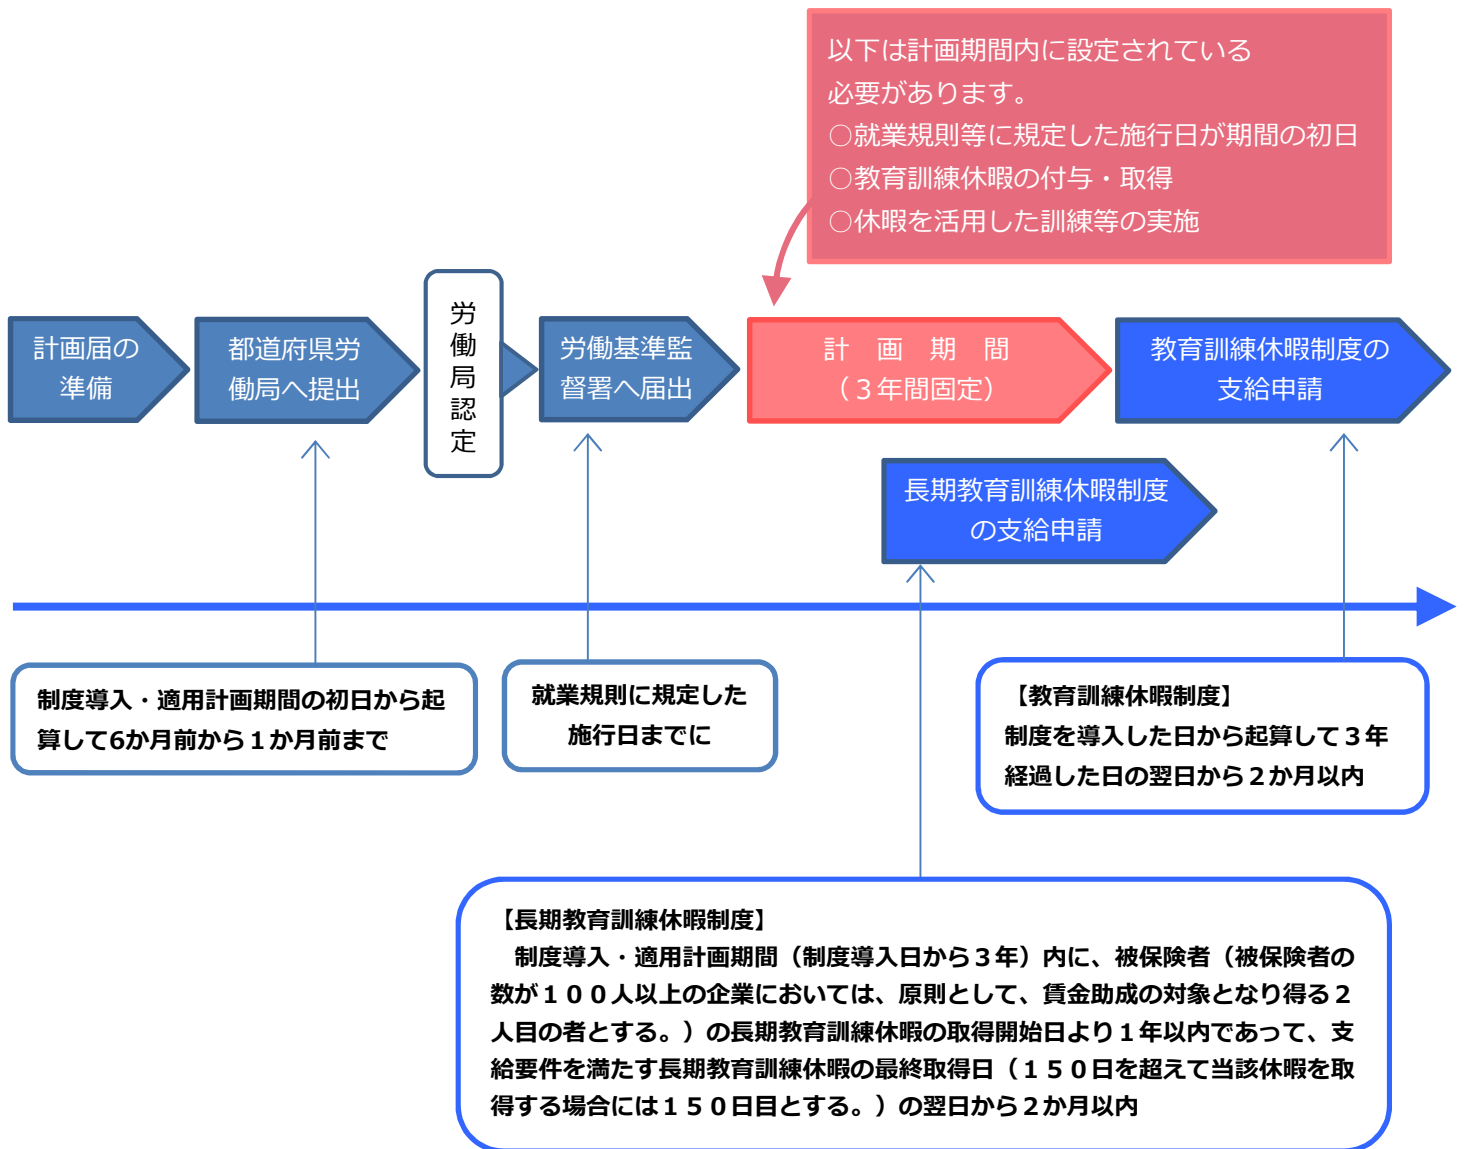 以下は計画期間内に設定されている
必要があります。
○就業規則等に規定した施行日が期間の初日
○教育訓練休暇の付与・取得
○休暇を活用した訓練等の実施
計画届の
準備
都道府県労
働局へ提出
労働局認定
労働基準監
督署へ届出
計　画　期　間
（３年間固定）
教育訓練休暇制度の
支給申請
長期教育訓練休暇制度
の支給申請
制度導入・適用計画期間の初日から起
算して6か月前から１か月前まで
就業規則に規定した
施行日までに
【教育訓練休暇制度】
制度を導入した日から起算して３年
経過した日の翌日から２か月以内
【長期教育訓練休暇制度】
　制度導入・適用計画期間（制度導入日から３年）内に、被保険者（被保険者の
数が１００人以上の企業においては、原則として、賃金助成の対象となり得る２
人目の者とする。）の長期教育訓練休暇の取得開始日より１年以内であって、支
給要件を満たす長期教育訓練休暇の最終取得日（１５０日を超えて当該休暇を取
得する場合には１５０日目とする。）の翌日から２か月以内